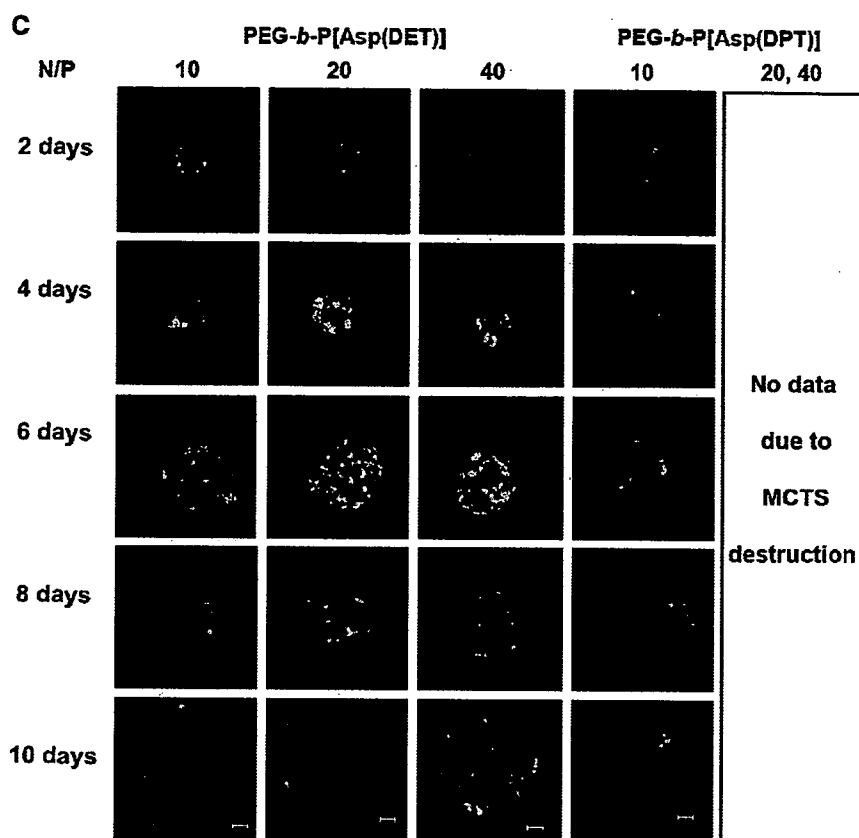 C
PEG-b-P[Asp(DET)] PEG-b-P[Asp(DPT)]
N/P 10 20 40 10 20, 40
2 days
4 days
6 days
8 days
10 days
No data
due to
MCTS
destruction